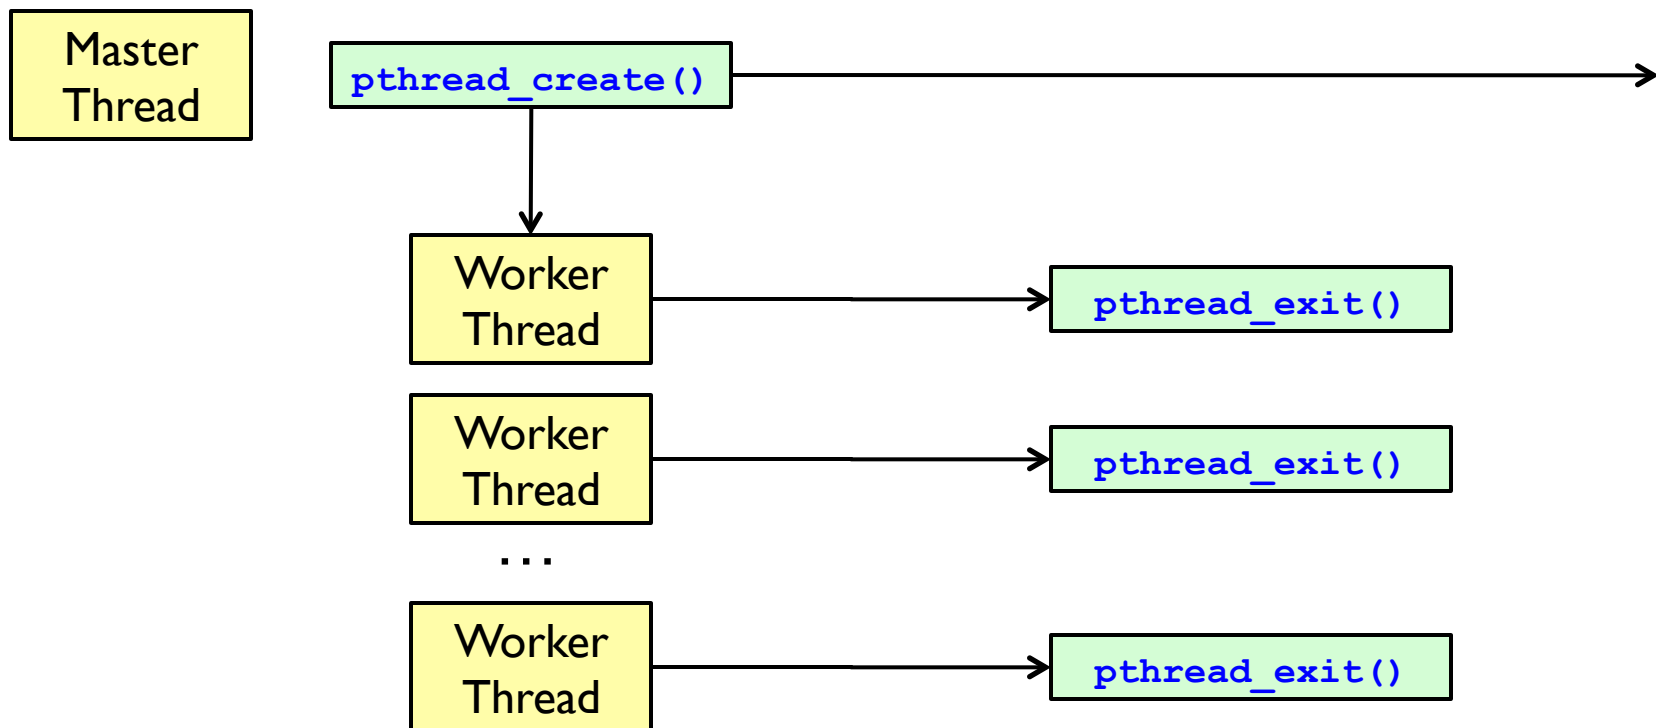 Master
Thread
pthread_create()
Worker
Thread
pthread_exit()
Worker
Thread
pthread_exit()
...
Worker
Thread
pthread_exit()